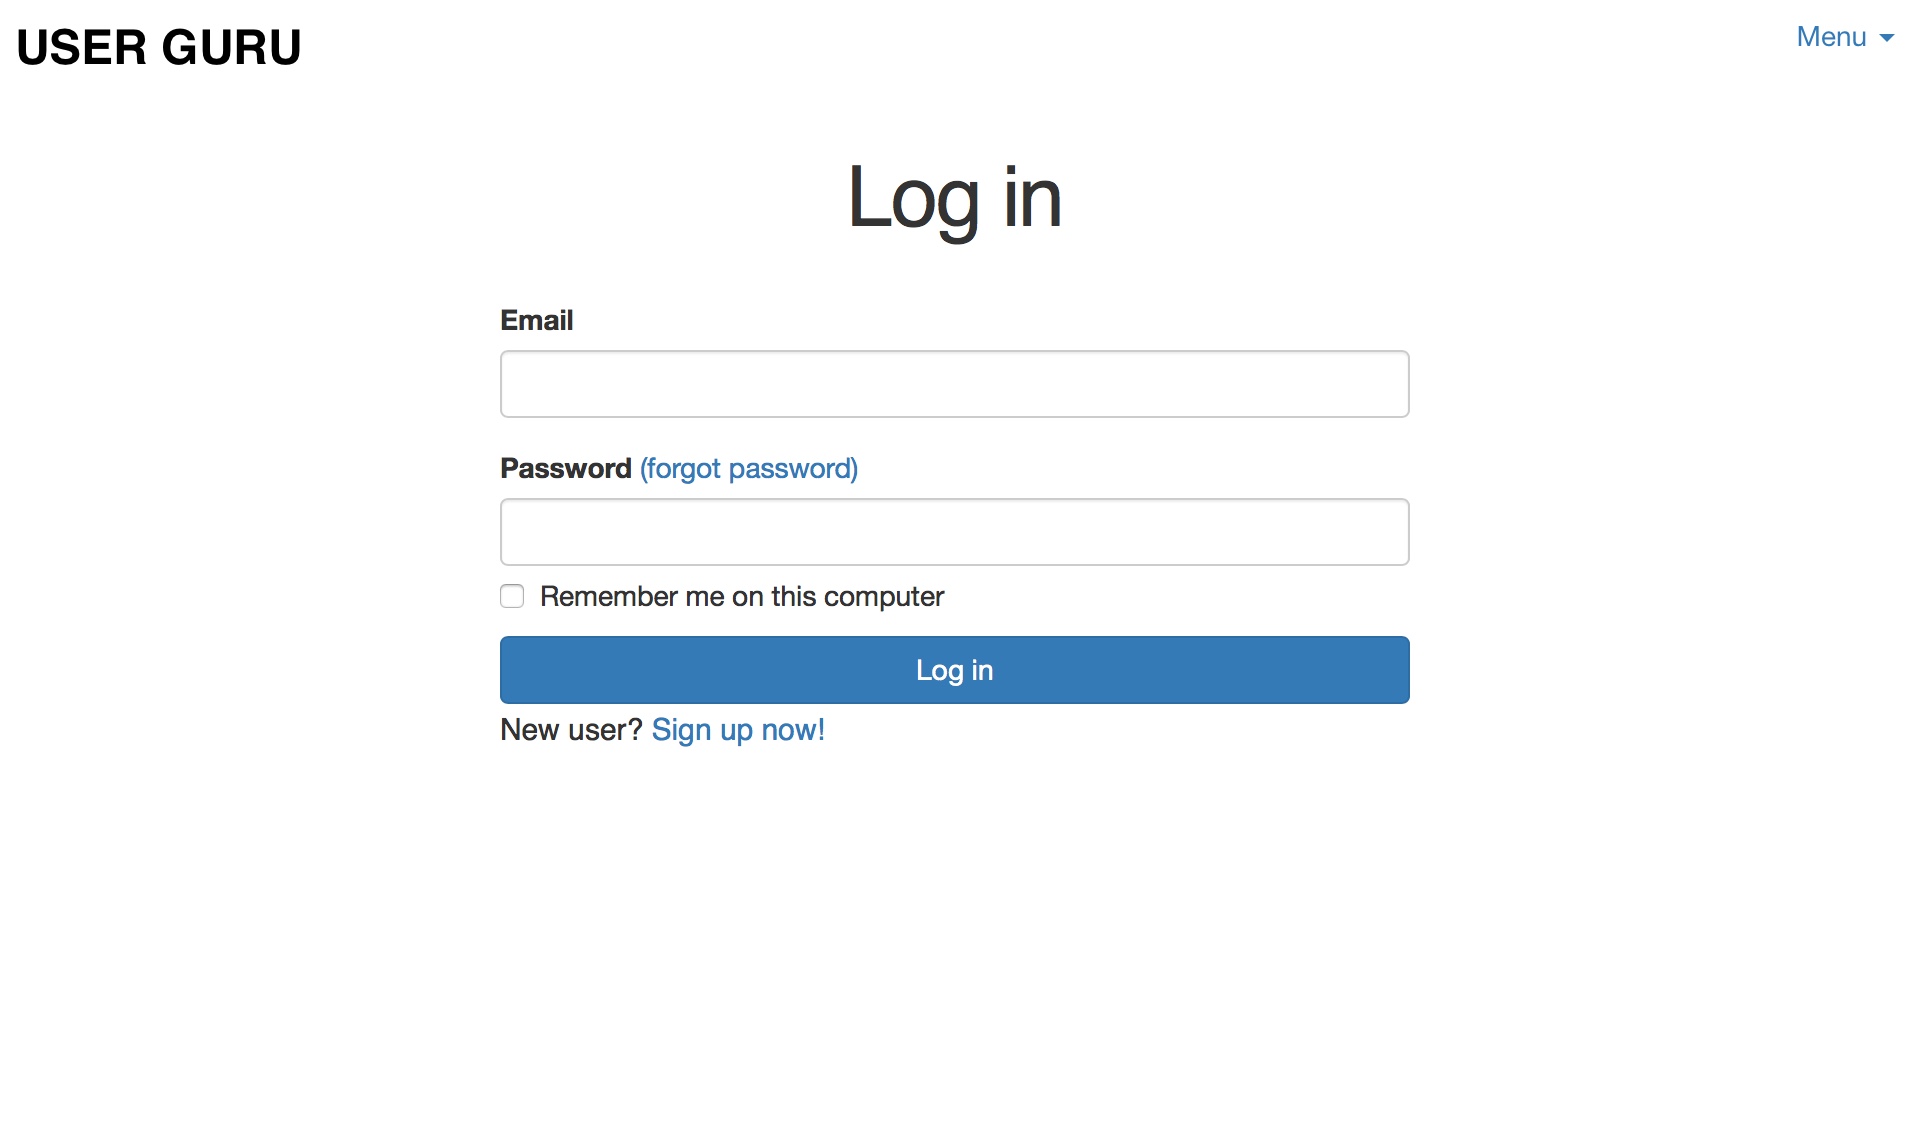 USER GURU
Menu
Log in
Email
Password (forgot password)
Remember me on this computer
Log in
New user? Sign up now!